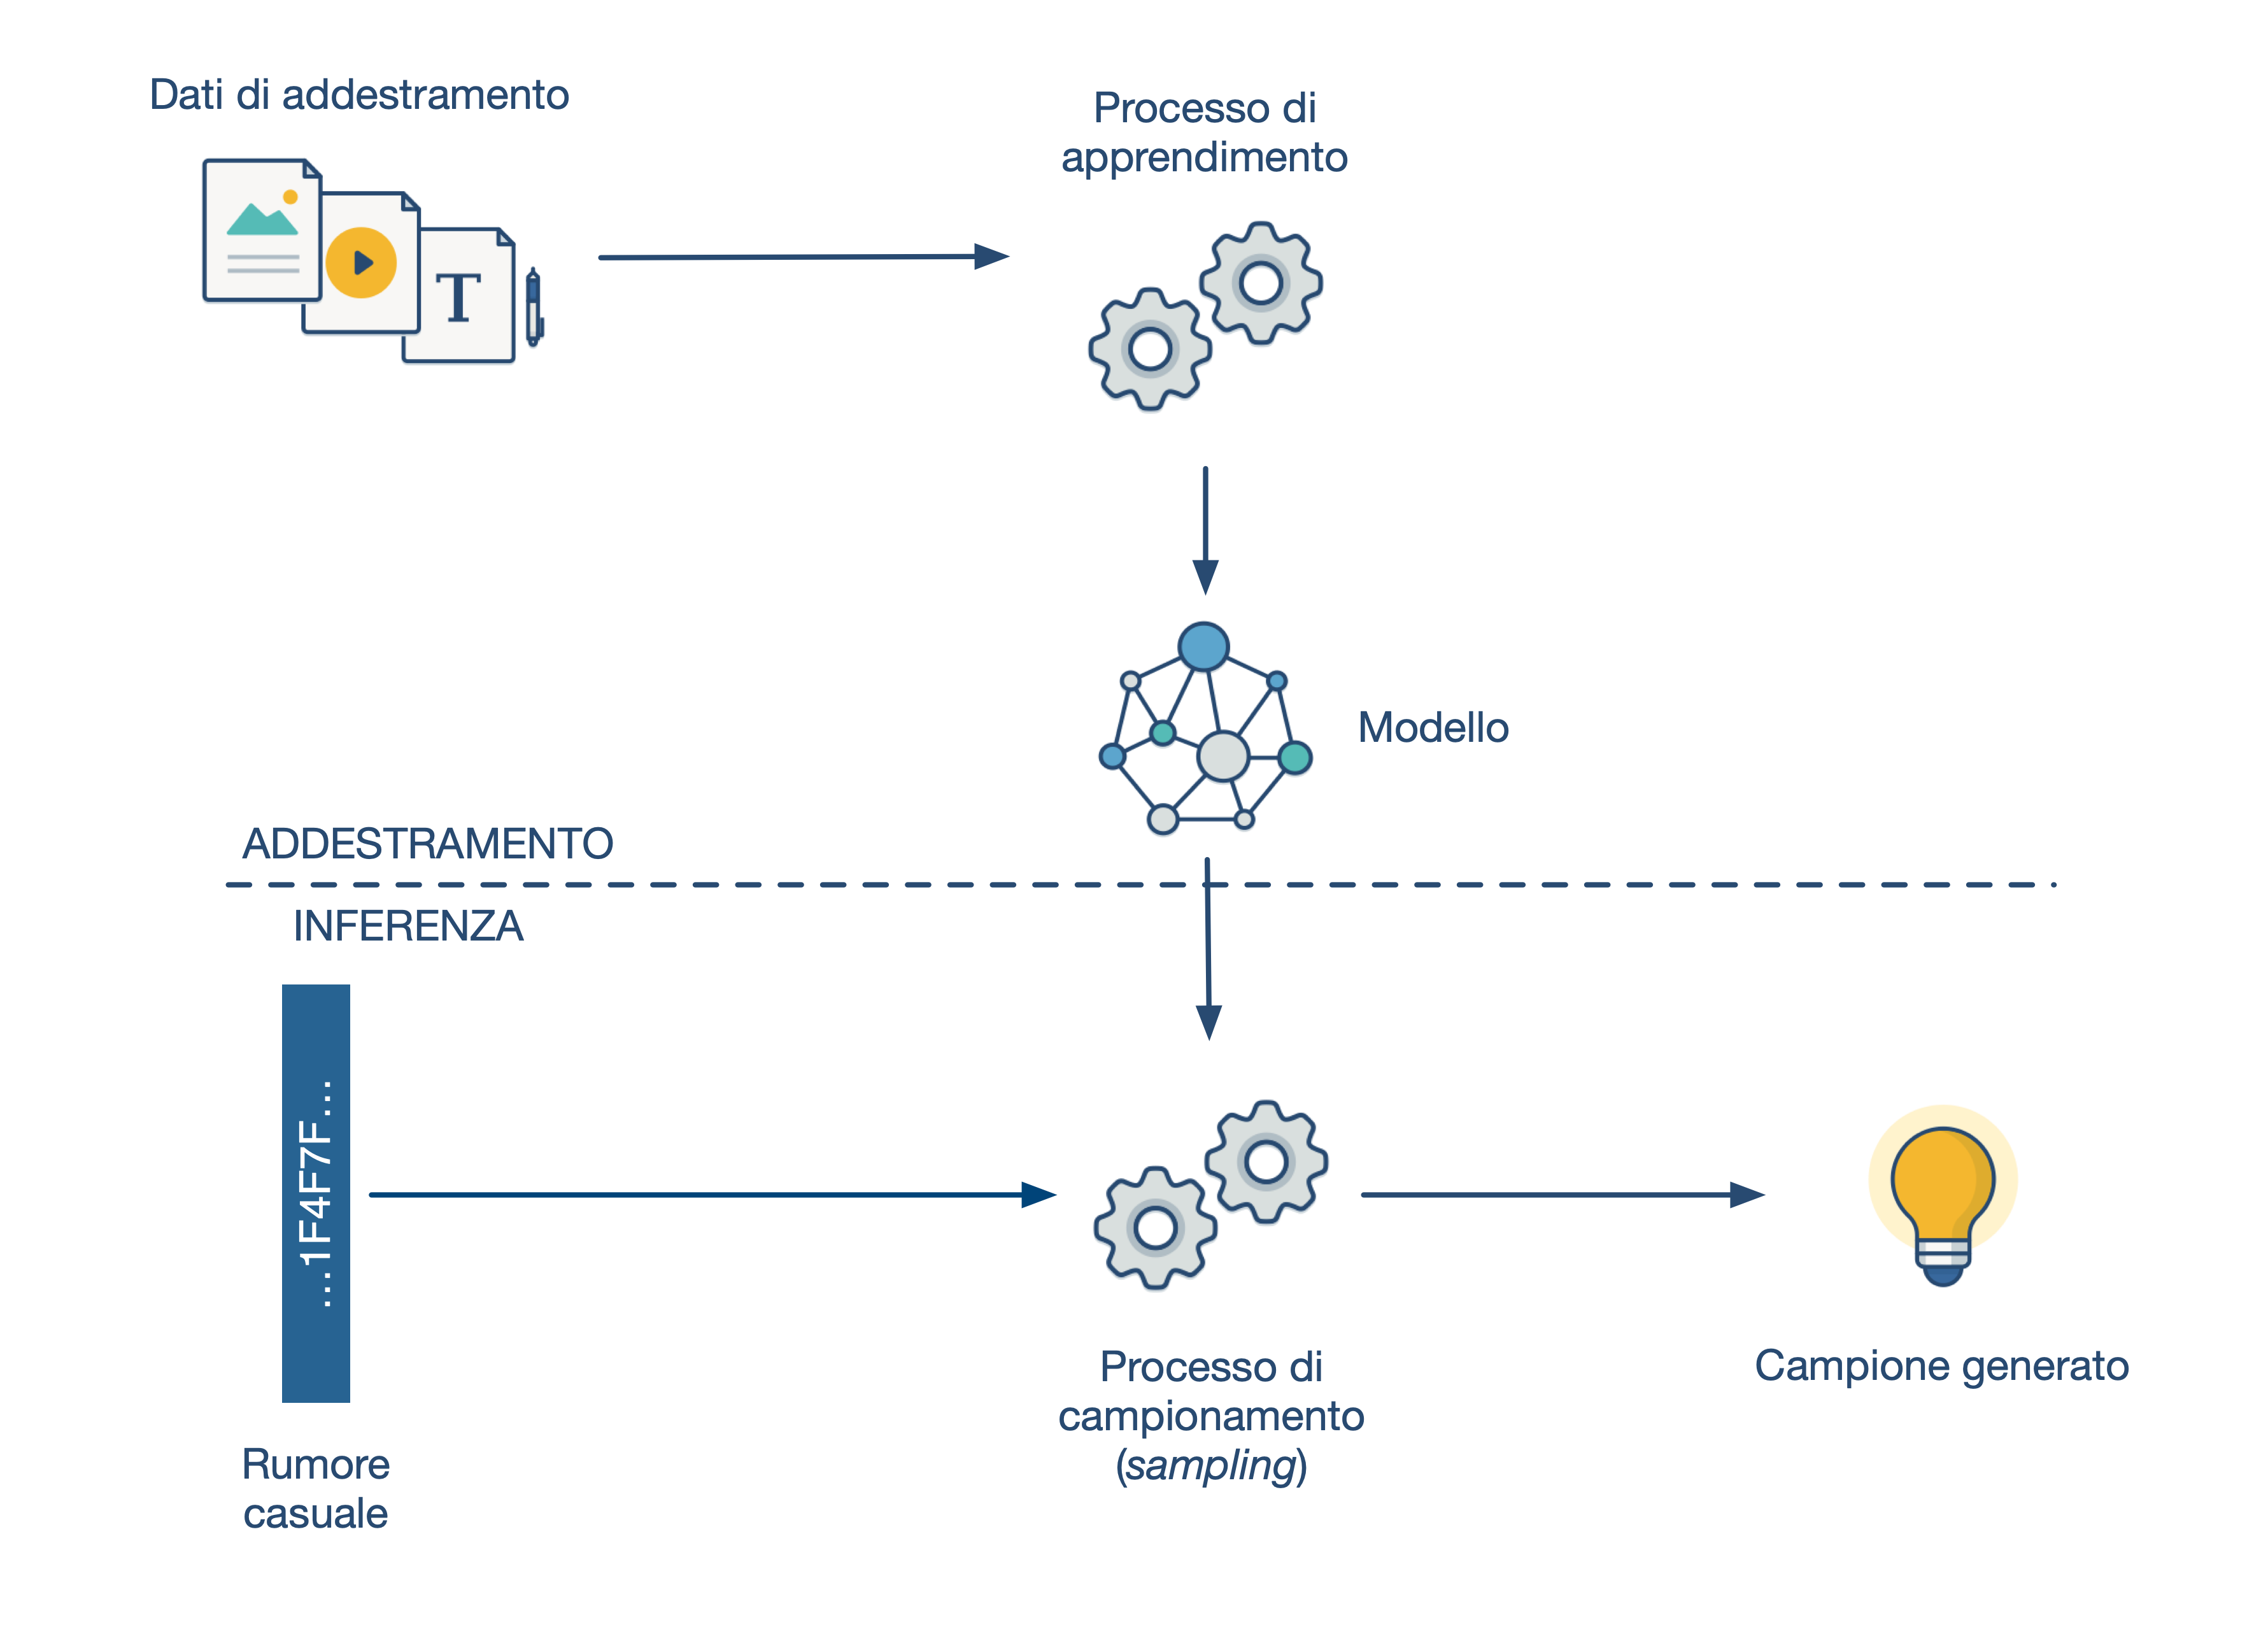 Dati di addestramento
Processo di
apprendimento
T
Modello
ADDESTRAMENTO
INFERENZA
...1F4F7F...
Rumore
casuale
Processo di
campionamento
(sampling)
Campione generato